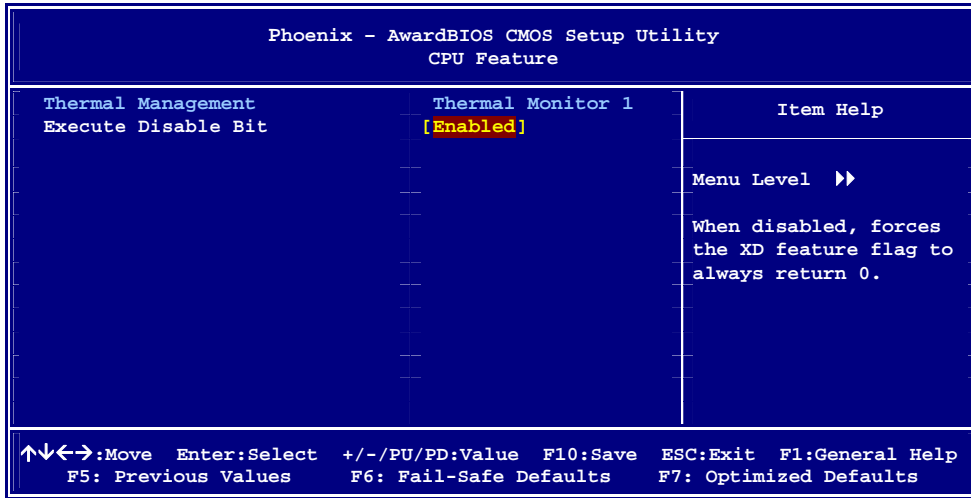 Phoenix – AwardBIOS CMOS Setup Utility
CPU Feature
Thermal Management Thermal Monitor 1
Execute Disable Bit [Enabled]
Item Help
Menu Level
When disabled, forces
the XD feature flag to
always return 0.
↑↓←→:Move Enter:Select +/-/PU/PD:Value F10:Save ESC:Exit F1:General Help
F5: Previous Values F6: Fail-Safe Defaults F7: Optimized Defaults